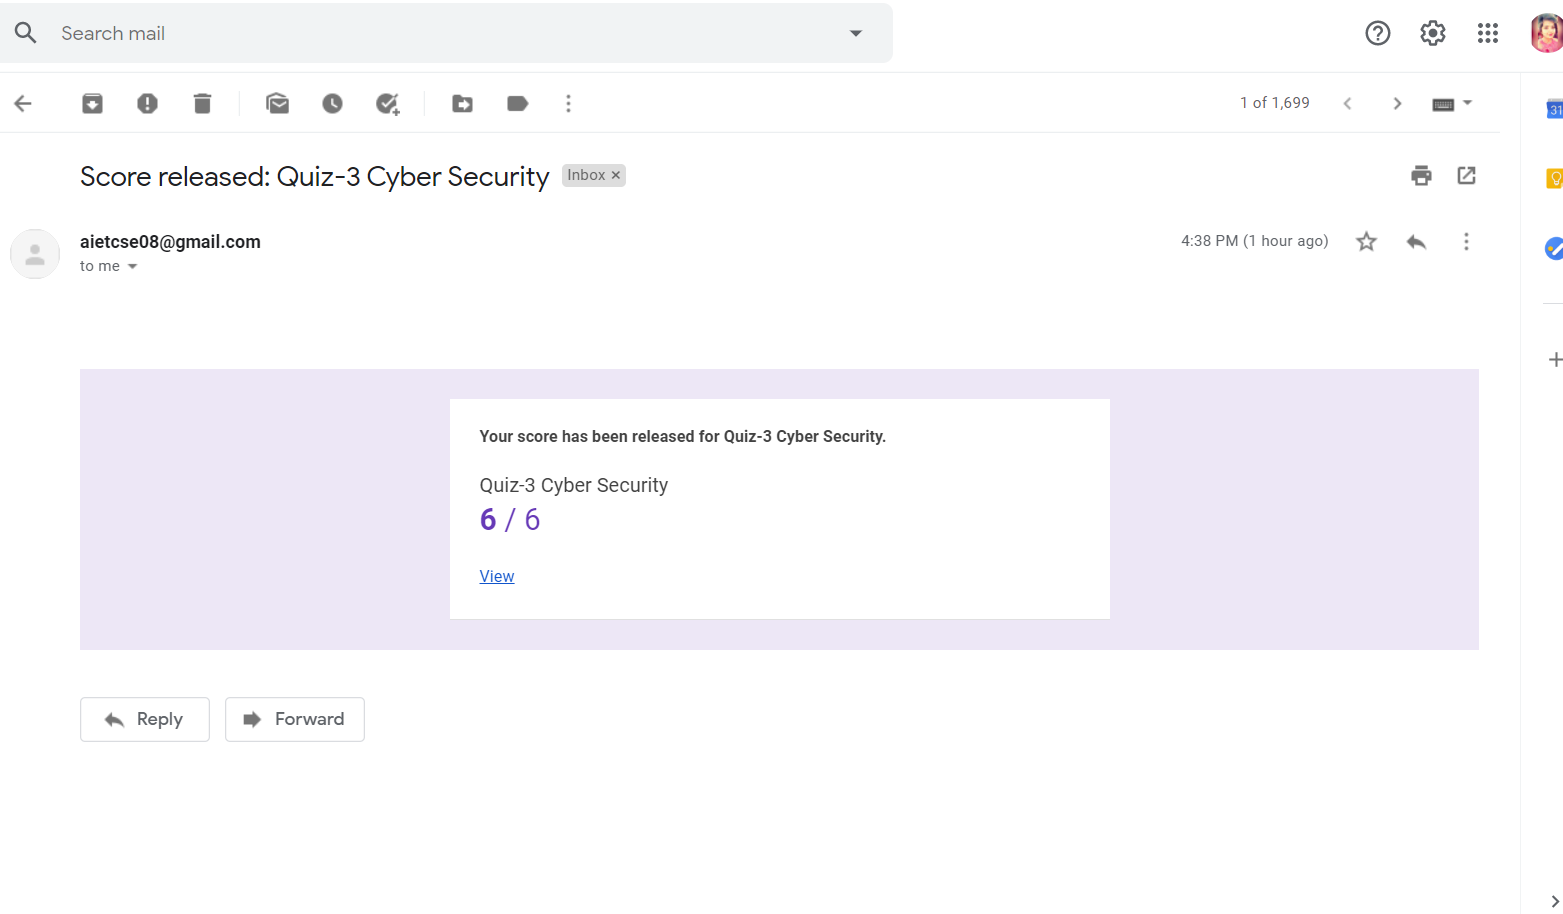 Search mail
1 of 1,699
31
Score released: Quiz-3 Cyber Security
Inbox ×
aietcse08@gmail.com
4:38 PM (1 hour ago)
to me
Your score has been released for Quiz-3 Cyber Security.
Quiz-3 Cyber Security
6 / 6
View
Reply
Forward